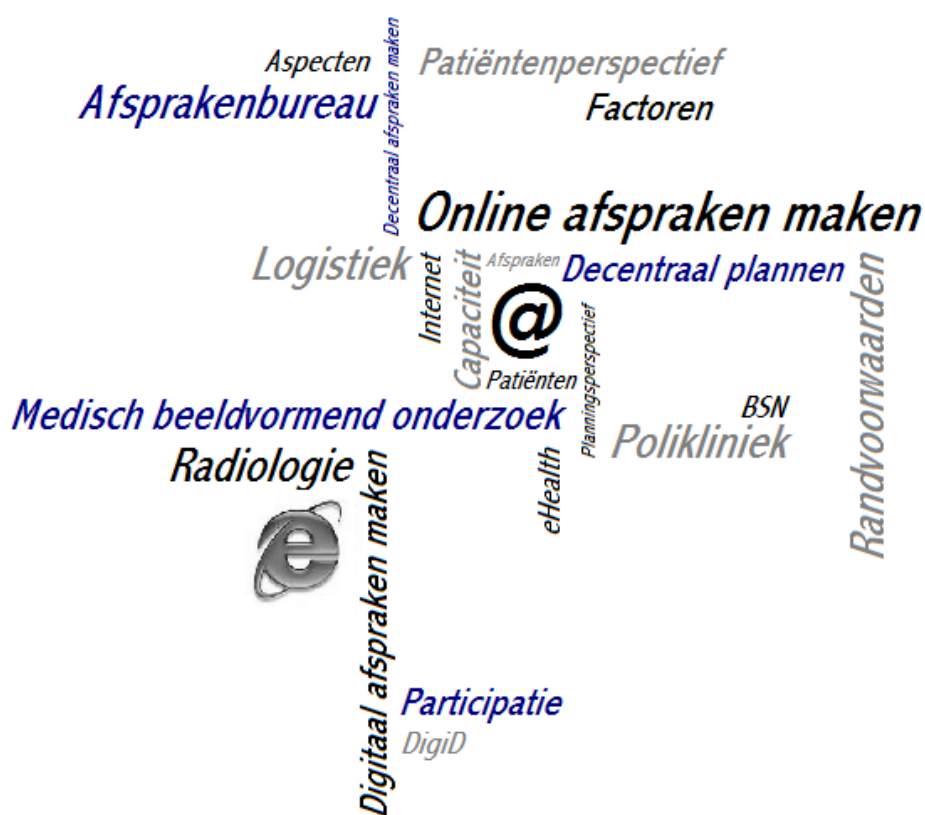 Aspecten
Decentraal afspraken maken
Patiëntenperspectief
Afsprakenbureau
Factoren
Online afspraken maken
Logistiek
Internet
Capaciteit
Afspraken
Decentraal plannen
Randvoorwaarden
@
Planningsperspectief
Patiënten
Medisch beeldvormend onderzoek
BSN
Polikliniek
Radiologie
eHealth
Digitaal afspraken maken
Participatie
DigiD